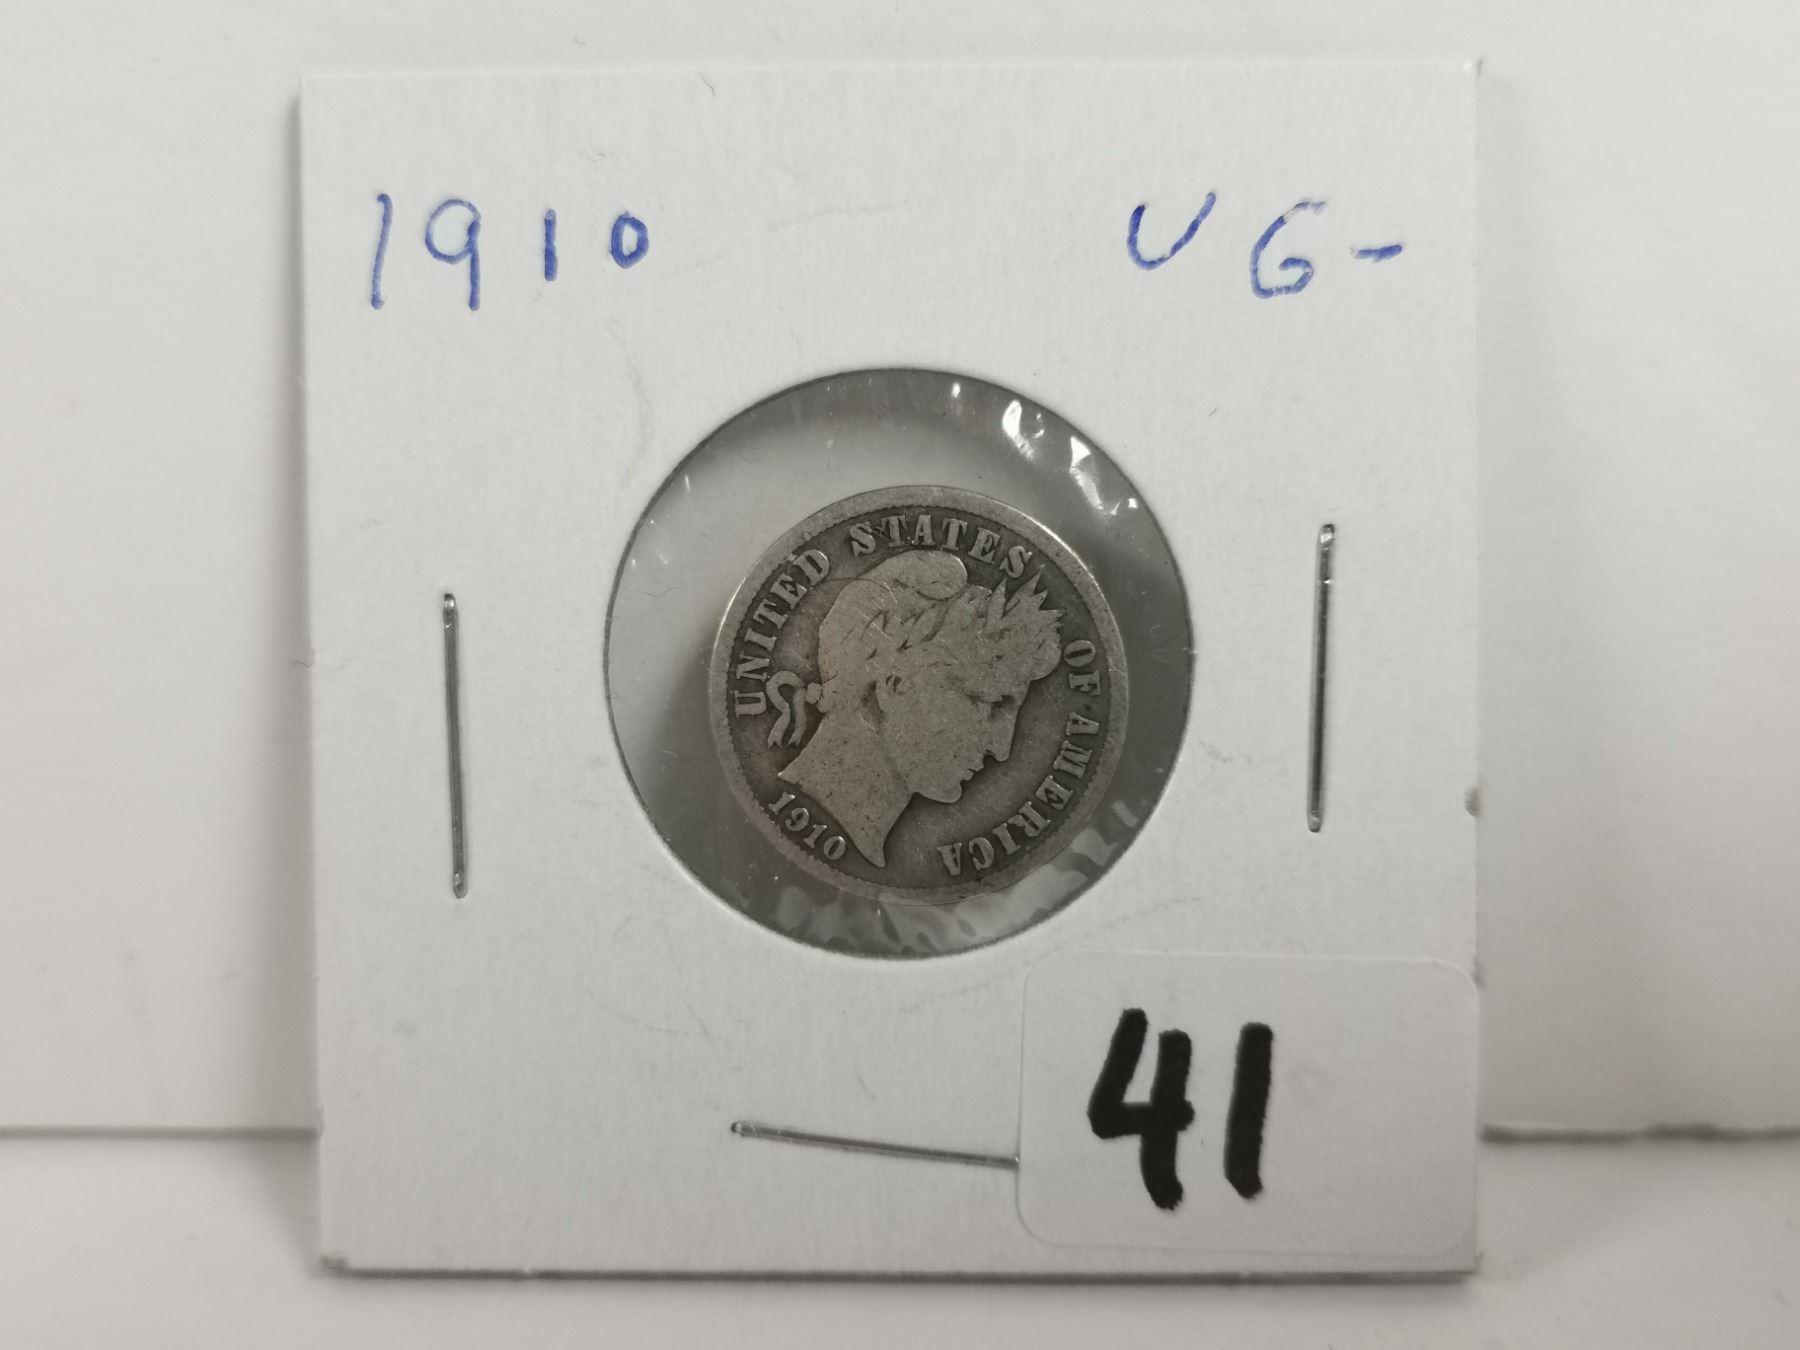 1910 VG-
UNITED STATES OF AMERICA
1910
41